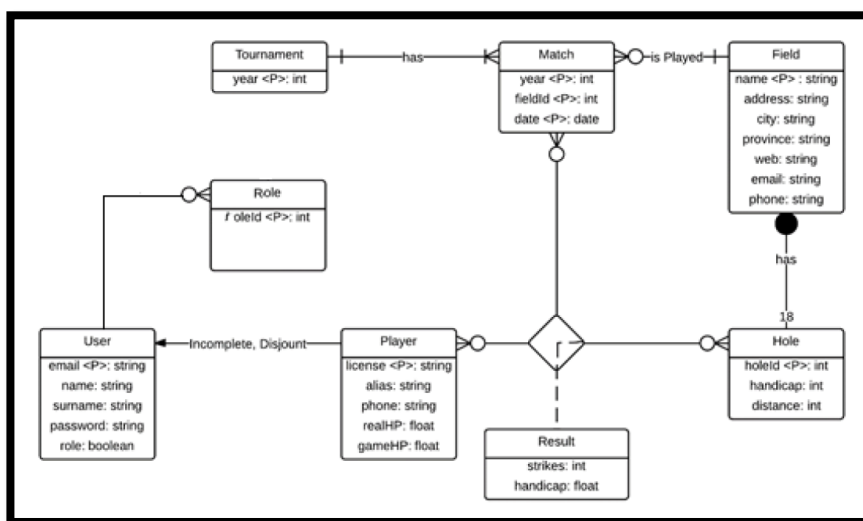 Tournament
year <P>: int
has
Match
year <P>: int
fieldId <P>: int
date <P>: date
is Played
Field
name <P> : string
address: string
city: string
province: string
web: string
email: string
phone: string
Role
r oleId <P>: int
has
18
User
email <P>: string
name: string
surname: string
password: string
role: boolean
Incomplete, Disjount
Player
license <P>: string
alias: string
phone: string
realHP: float
gameHP: float
Hole
holeId <P>: int
handicap: int
distance: int
Result
strikes: int
handicap: float